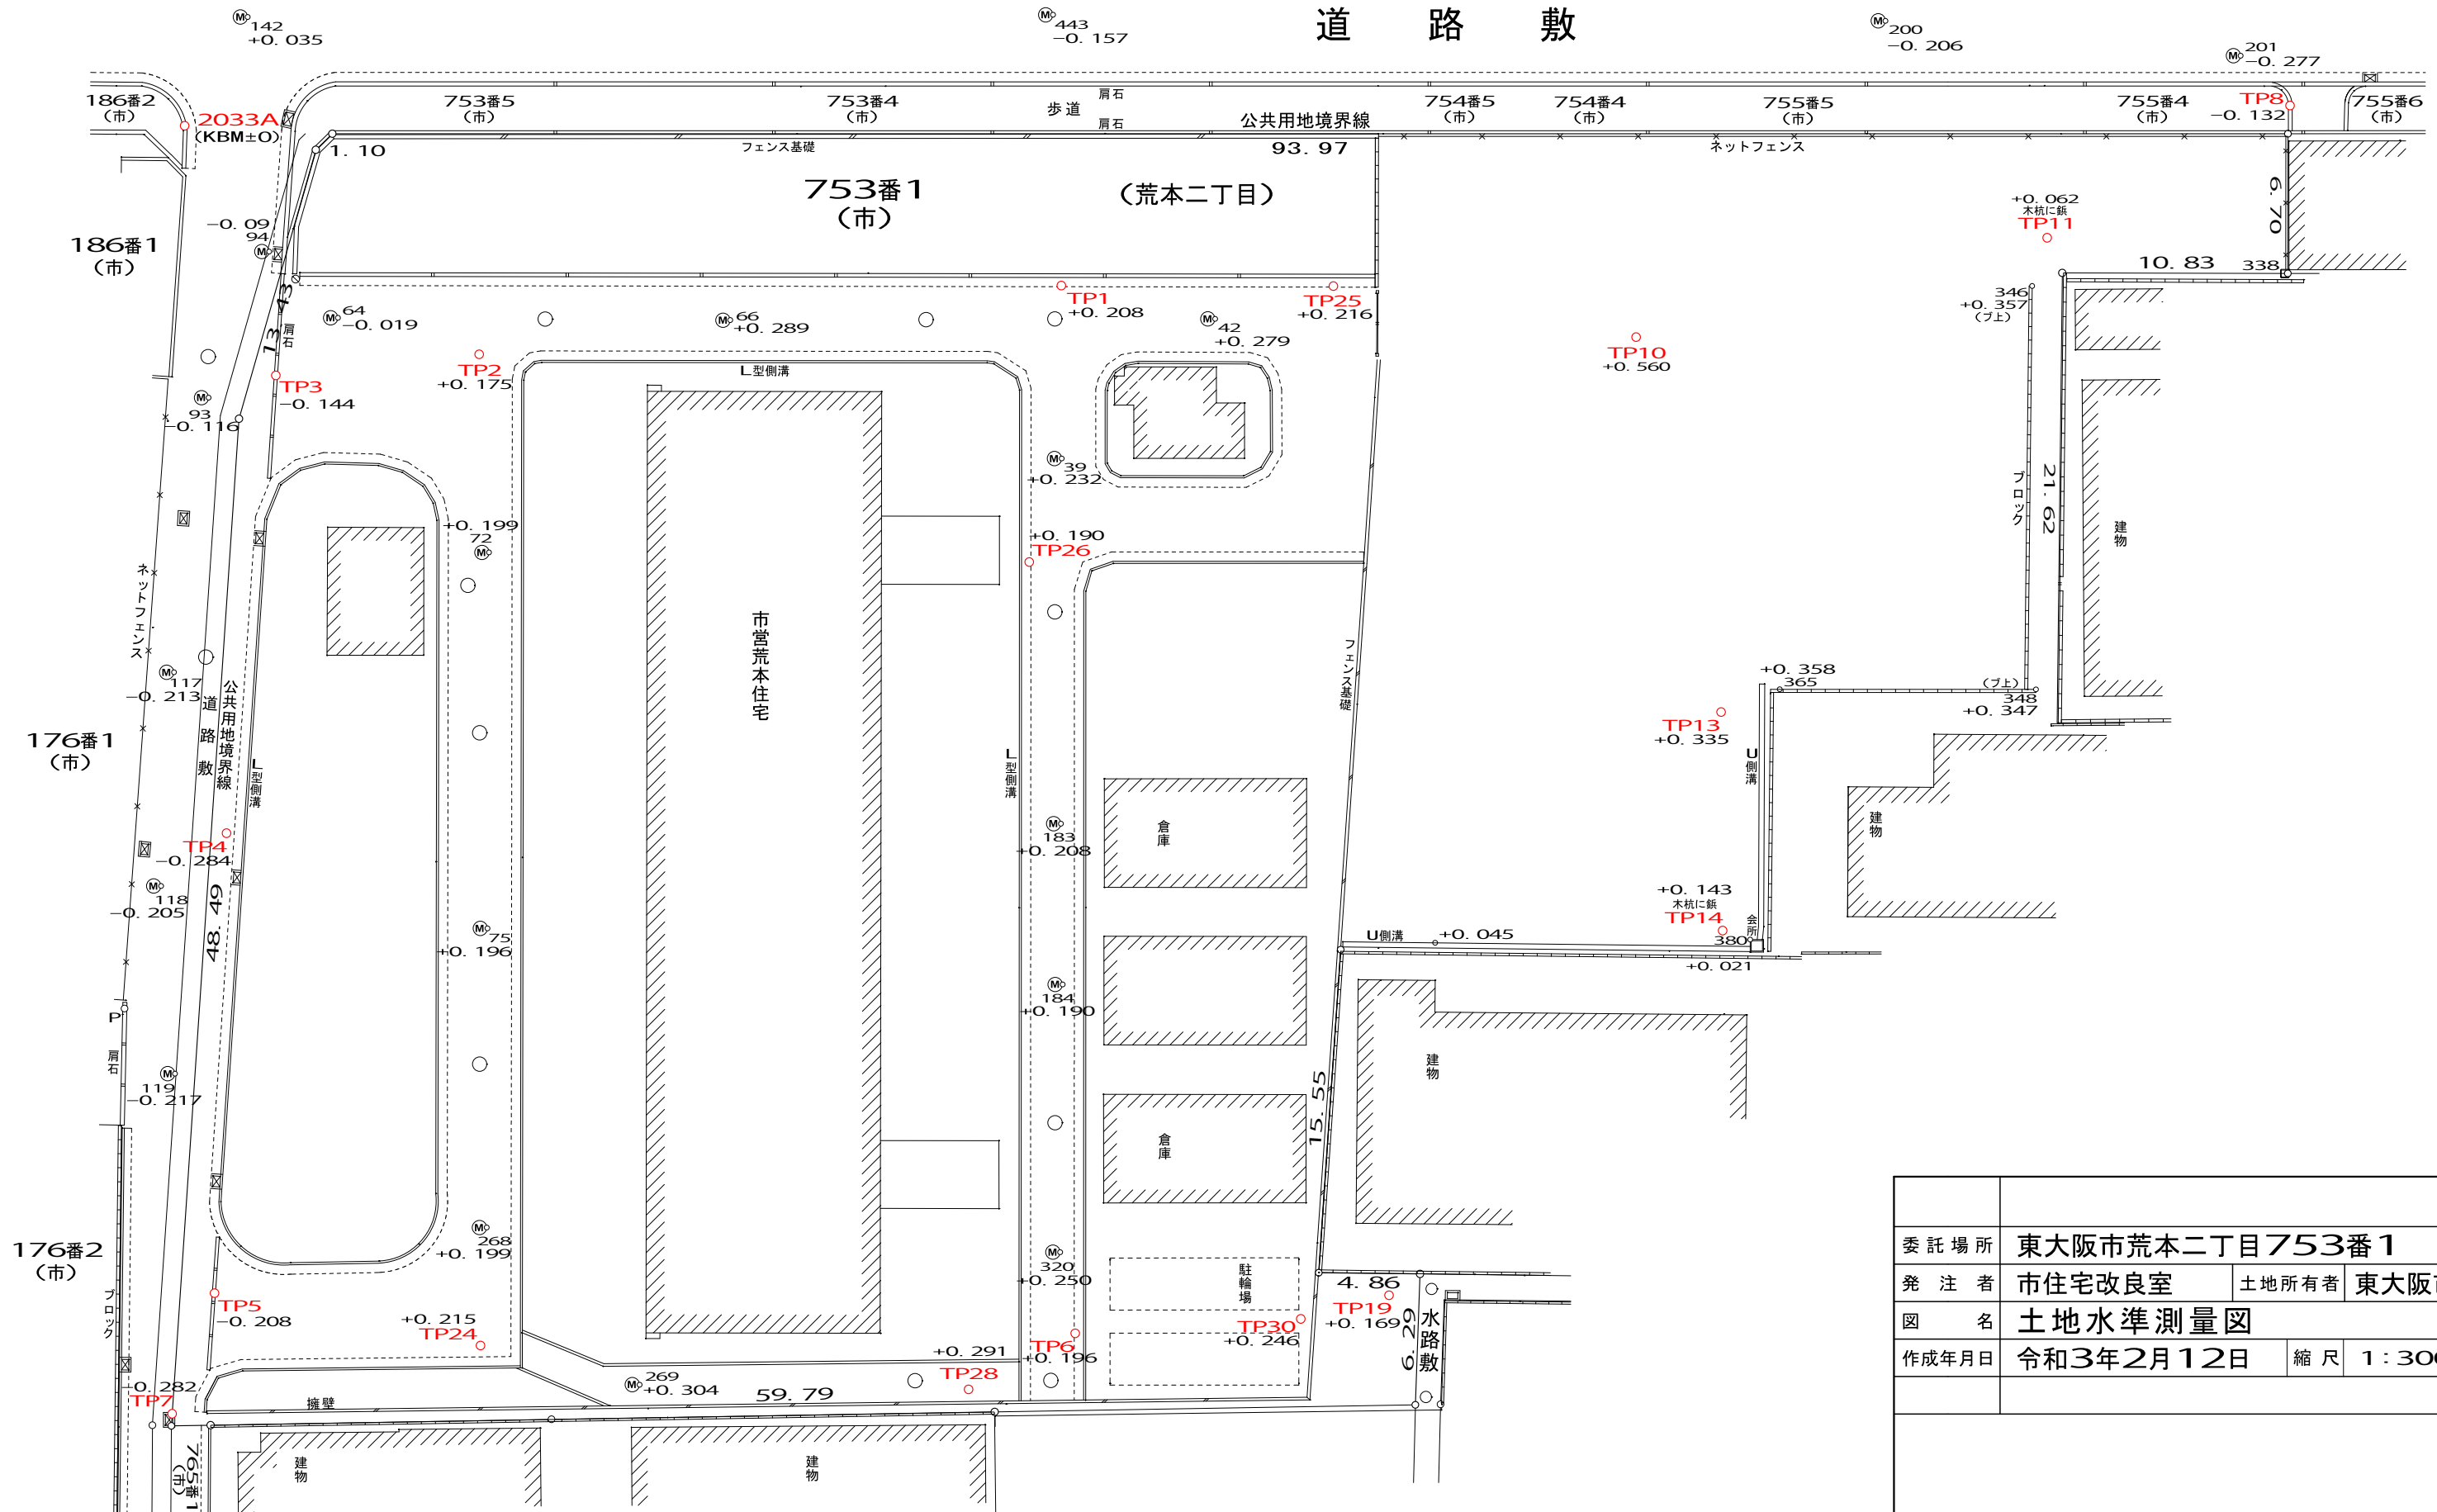 道 路 敷
M 142
+0.035
M 443
−0.157
M 200
−0.206
M 201
−0.277
186番2
(市)
2033A
(KBM±0)
753番5
(市)
753番4
(市)
歩道
肩石
肩石
公共用地境界線
754番5
(市)
754番4
(市)
755番5
(市)
755番4
(市)
TP8
−0.132
755番6
(市)
1.10
フェンス基礎
93.97
ネットフェンス
753番1
(市)
(荒本二丁目)
6.70
+0.062
木杭に鋲
TP11
186番1
(市)
−0.09
94
M
10.83
338
13.43
肩石
M 64
−0.019
M 66
+0.289
TP1
+0.208
M 42
+0.279
TP25
+0.216
346
+0.357
(ブ上)
TP2
+0.175
L型側溝
TP10
+0.560
TP3
−0.144
M
93
−0.116
M 39
+0.232
ブロック
21.62
建物
+0.199
72
M
+0.190
TP26
ネットフェンス
市営荒本住宅
フェンス基礎
M 117
−0.213
道路敷
公共用地境界線
+0.358
365
(ブ上)
348
+0.347
176番1
(市)
L型側溝
L型側溝
TP13
+0.335
U側溝
建物
TP4
−0.284
M
183
+0.208
倉庫
M 118
−0.205
48.49
M 75
+0.196
+0.143
木杭に鋲
TP14
会所
380
U側溝
+0.045
+0.021
M
184
+0.190
P
肩石
M
119
−0.217
建物
15.55
倉庫
176番2
(市)
M
268
+0.199
M
320
+0.250
駐輪場
4.86
ブロック
TP5
−0.208
+0.215
TP24
TP6
+0.196
TP30
+0.246
TP19
+0.169
6.29
水路敷
+0.291
TP28
M 269
+0.304
59.79
−0.282
TP7
擁壁
765番1
(市)
建物
建物
委託場所 東大阪市荒本二丁目753番1
発注者 市住宅改良室 土地所有者 東大阪
図名 土地水準測量図
作成年月日 令和3年2月12日 縮尺 1:300